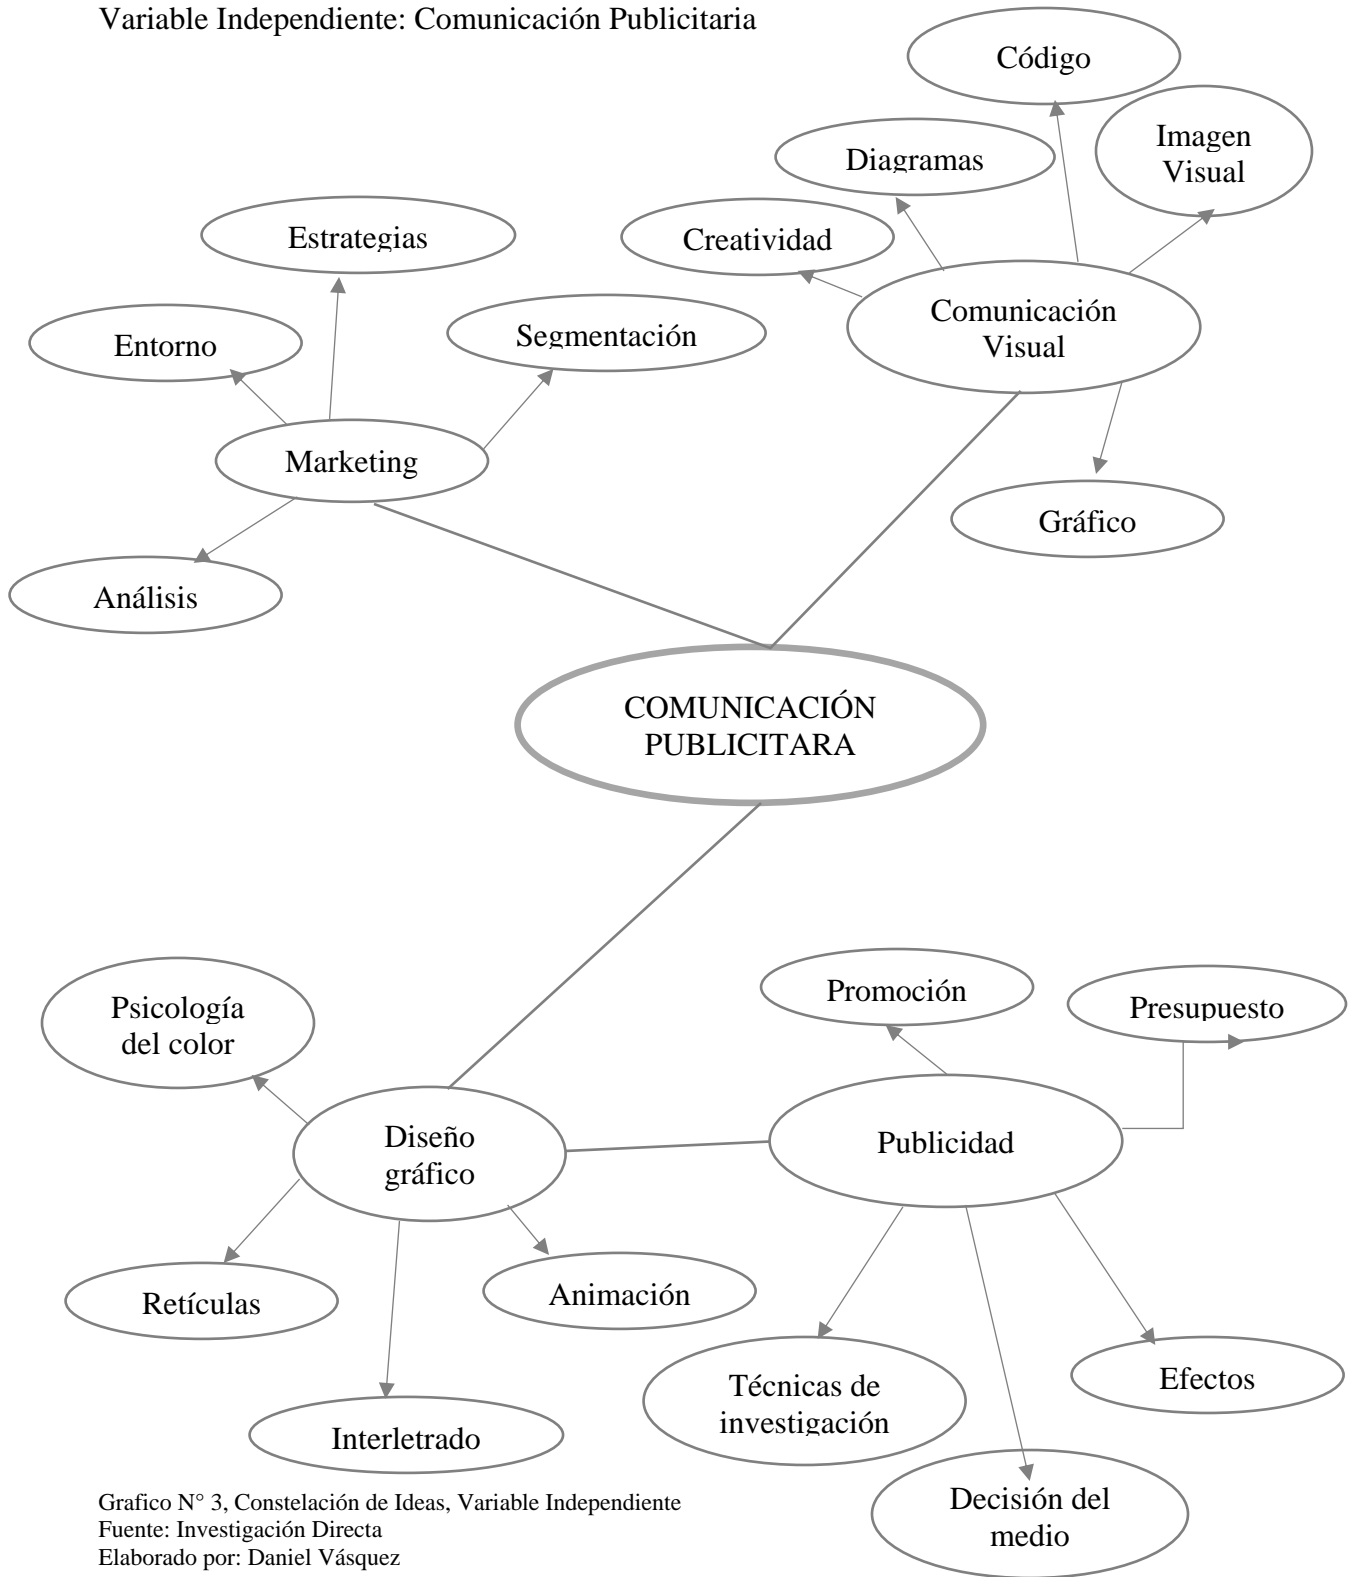 Variable Independiente: Comunicación Publicitaria
Código
Imagen
Visual
Diagramas
Creatividad
Estrategias
Comunicación
Visual
Segmentación
Entorno
Marketing
Gráfico
Análisis
COMUNICACIÓN
PUBLICITARA
Psicología
del color
Promoción
Presupuesto
Diseño
gráfico
Publicidad
Retículas
Animación
Interletrado
Técnicas de
investigación
Efectos
Decisión del
medio
Grafico N° 3, Constelación de Ideas, Variable Independiente
Fuente: Investigación Directa
Elaborado por: Daniel Vásquez